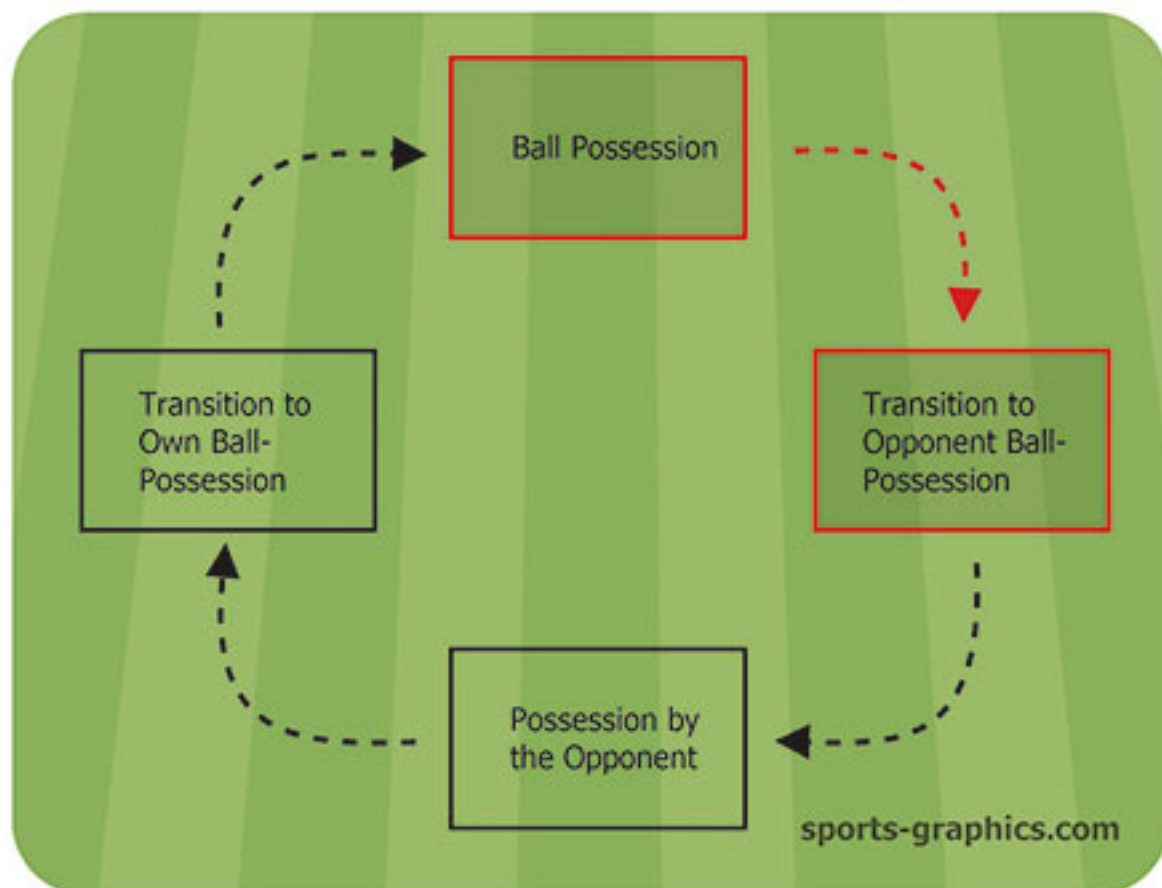 Ball Possession
Transition to
Own Ball-
Possession
Transition to
Opponent Ball-
Possession
Possession by
the Opponent
sports-graphics.com